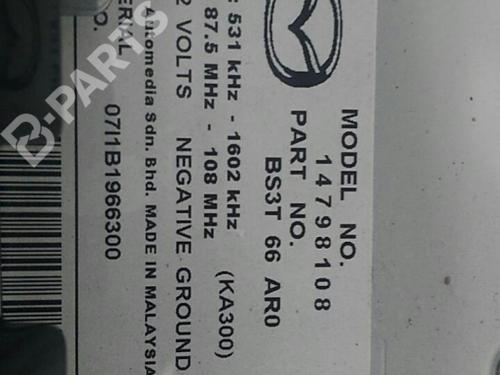 MODEL NO.
14798108
PART NO.
BS3T 66 AR0
: 531 kHz - 1602 kHz
87.5 MHz - 108 MHz
(KA300)
2 VOLTS NEGATIVE GROUND
utomedia Sdn. Bhd. MADE IN MALAYSIA
ERIAL
O.
07I1B1966300
B-PARTS